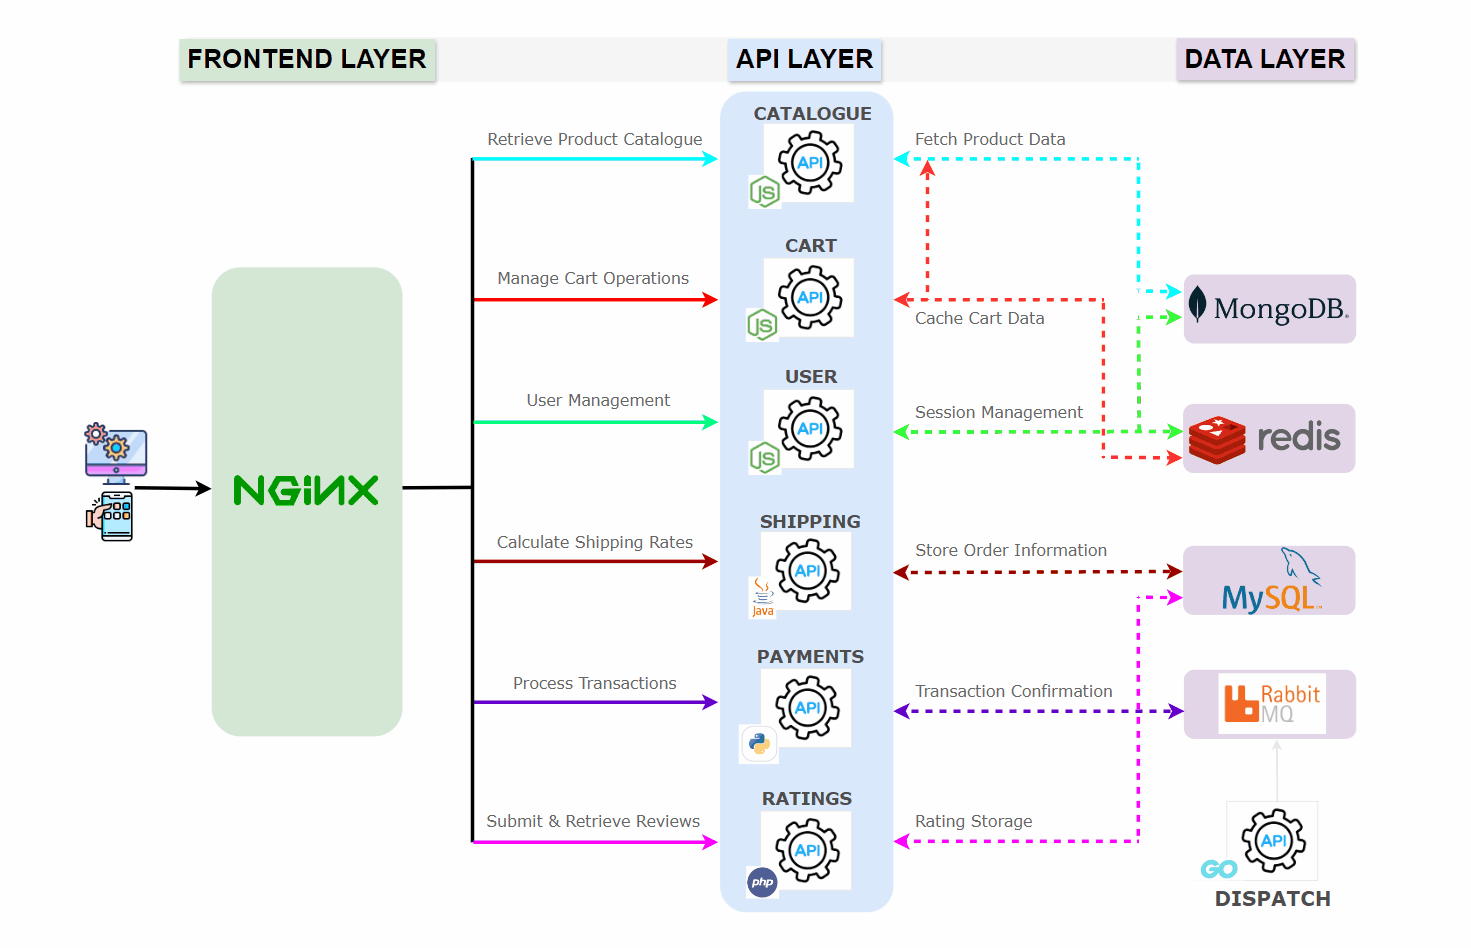 FRONTEND LAYER
API LAYER
DATA LAYER
CATALOGUE
Retrieve Product Catalogue
API
JS
Fetch Product Data
CART
Manage Cart Operations
API
JS
Cache Cart Data
MongoDB®
USER
User Management
API
JS
Session Management
redis
NGINX
SHIPPING
Calculate Shipping Rates
API
Java
Store Order Information
MySQL™
PAYMENTS
Process Transactions
API
Transaction Confirmation
Rabbit
MQ
RATINGS
Submit & Retrieve Reviews
API
php
Rating Storage
API
GO
DISPATCH